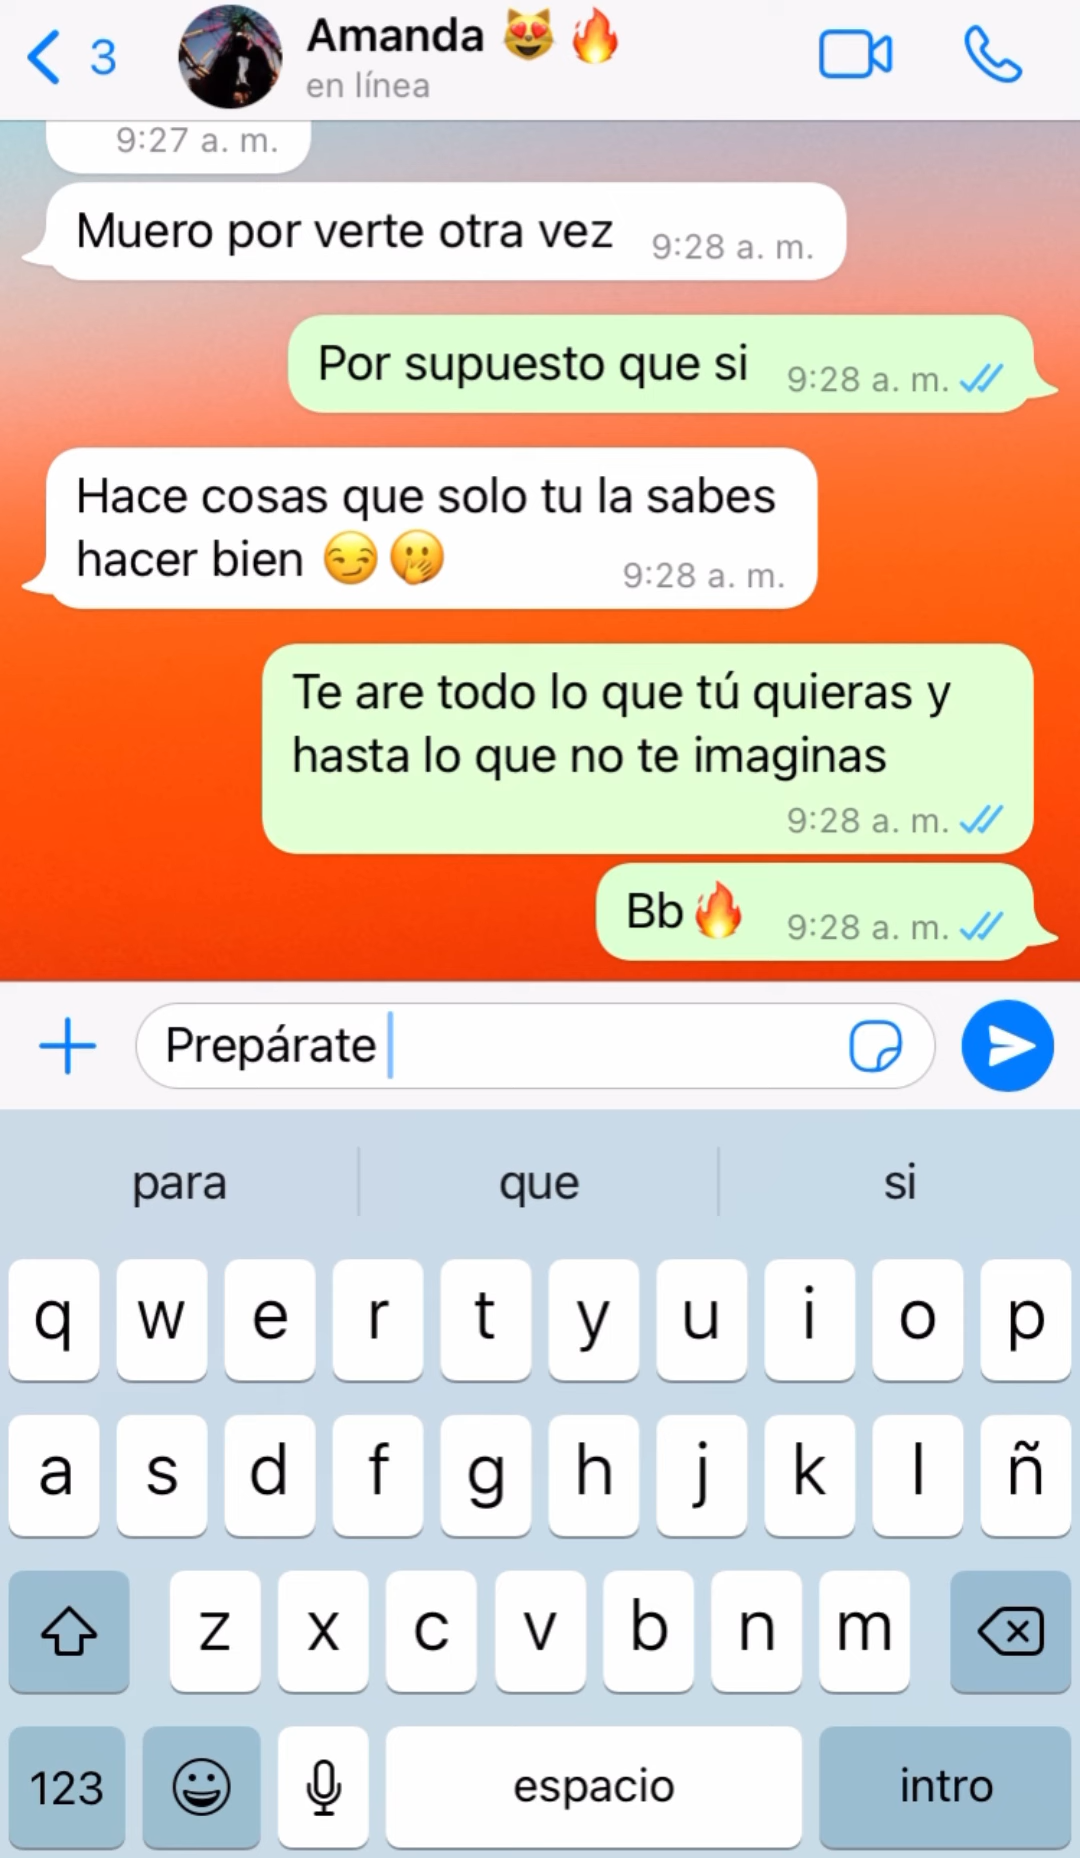 3
Amanda 😻 🔥
en línea
9:27 a. m.
Muero por verte otra vez 9:28 a. m.
Por supuesto que si 9:28 a. m.
Hace cosas que solo tu la sabes
hacer bien 😏🤭 9:28 a. m.
Te are todo lo que tú quieras y
hasta lo que no te imaginas
9:28 a. m.
Bb🔥 9:28 a. m.
Prepárate
para que si
q w e r t y u i o p
a s d f g h j k l ñ
z x c v b n m
123 espacio intro